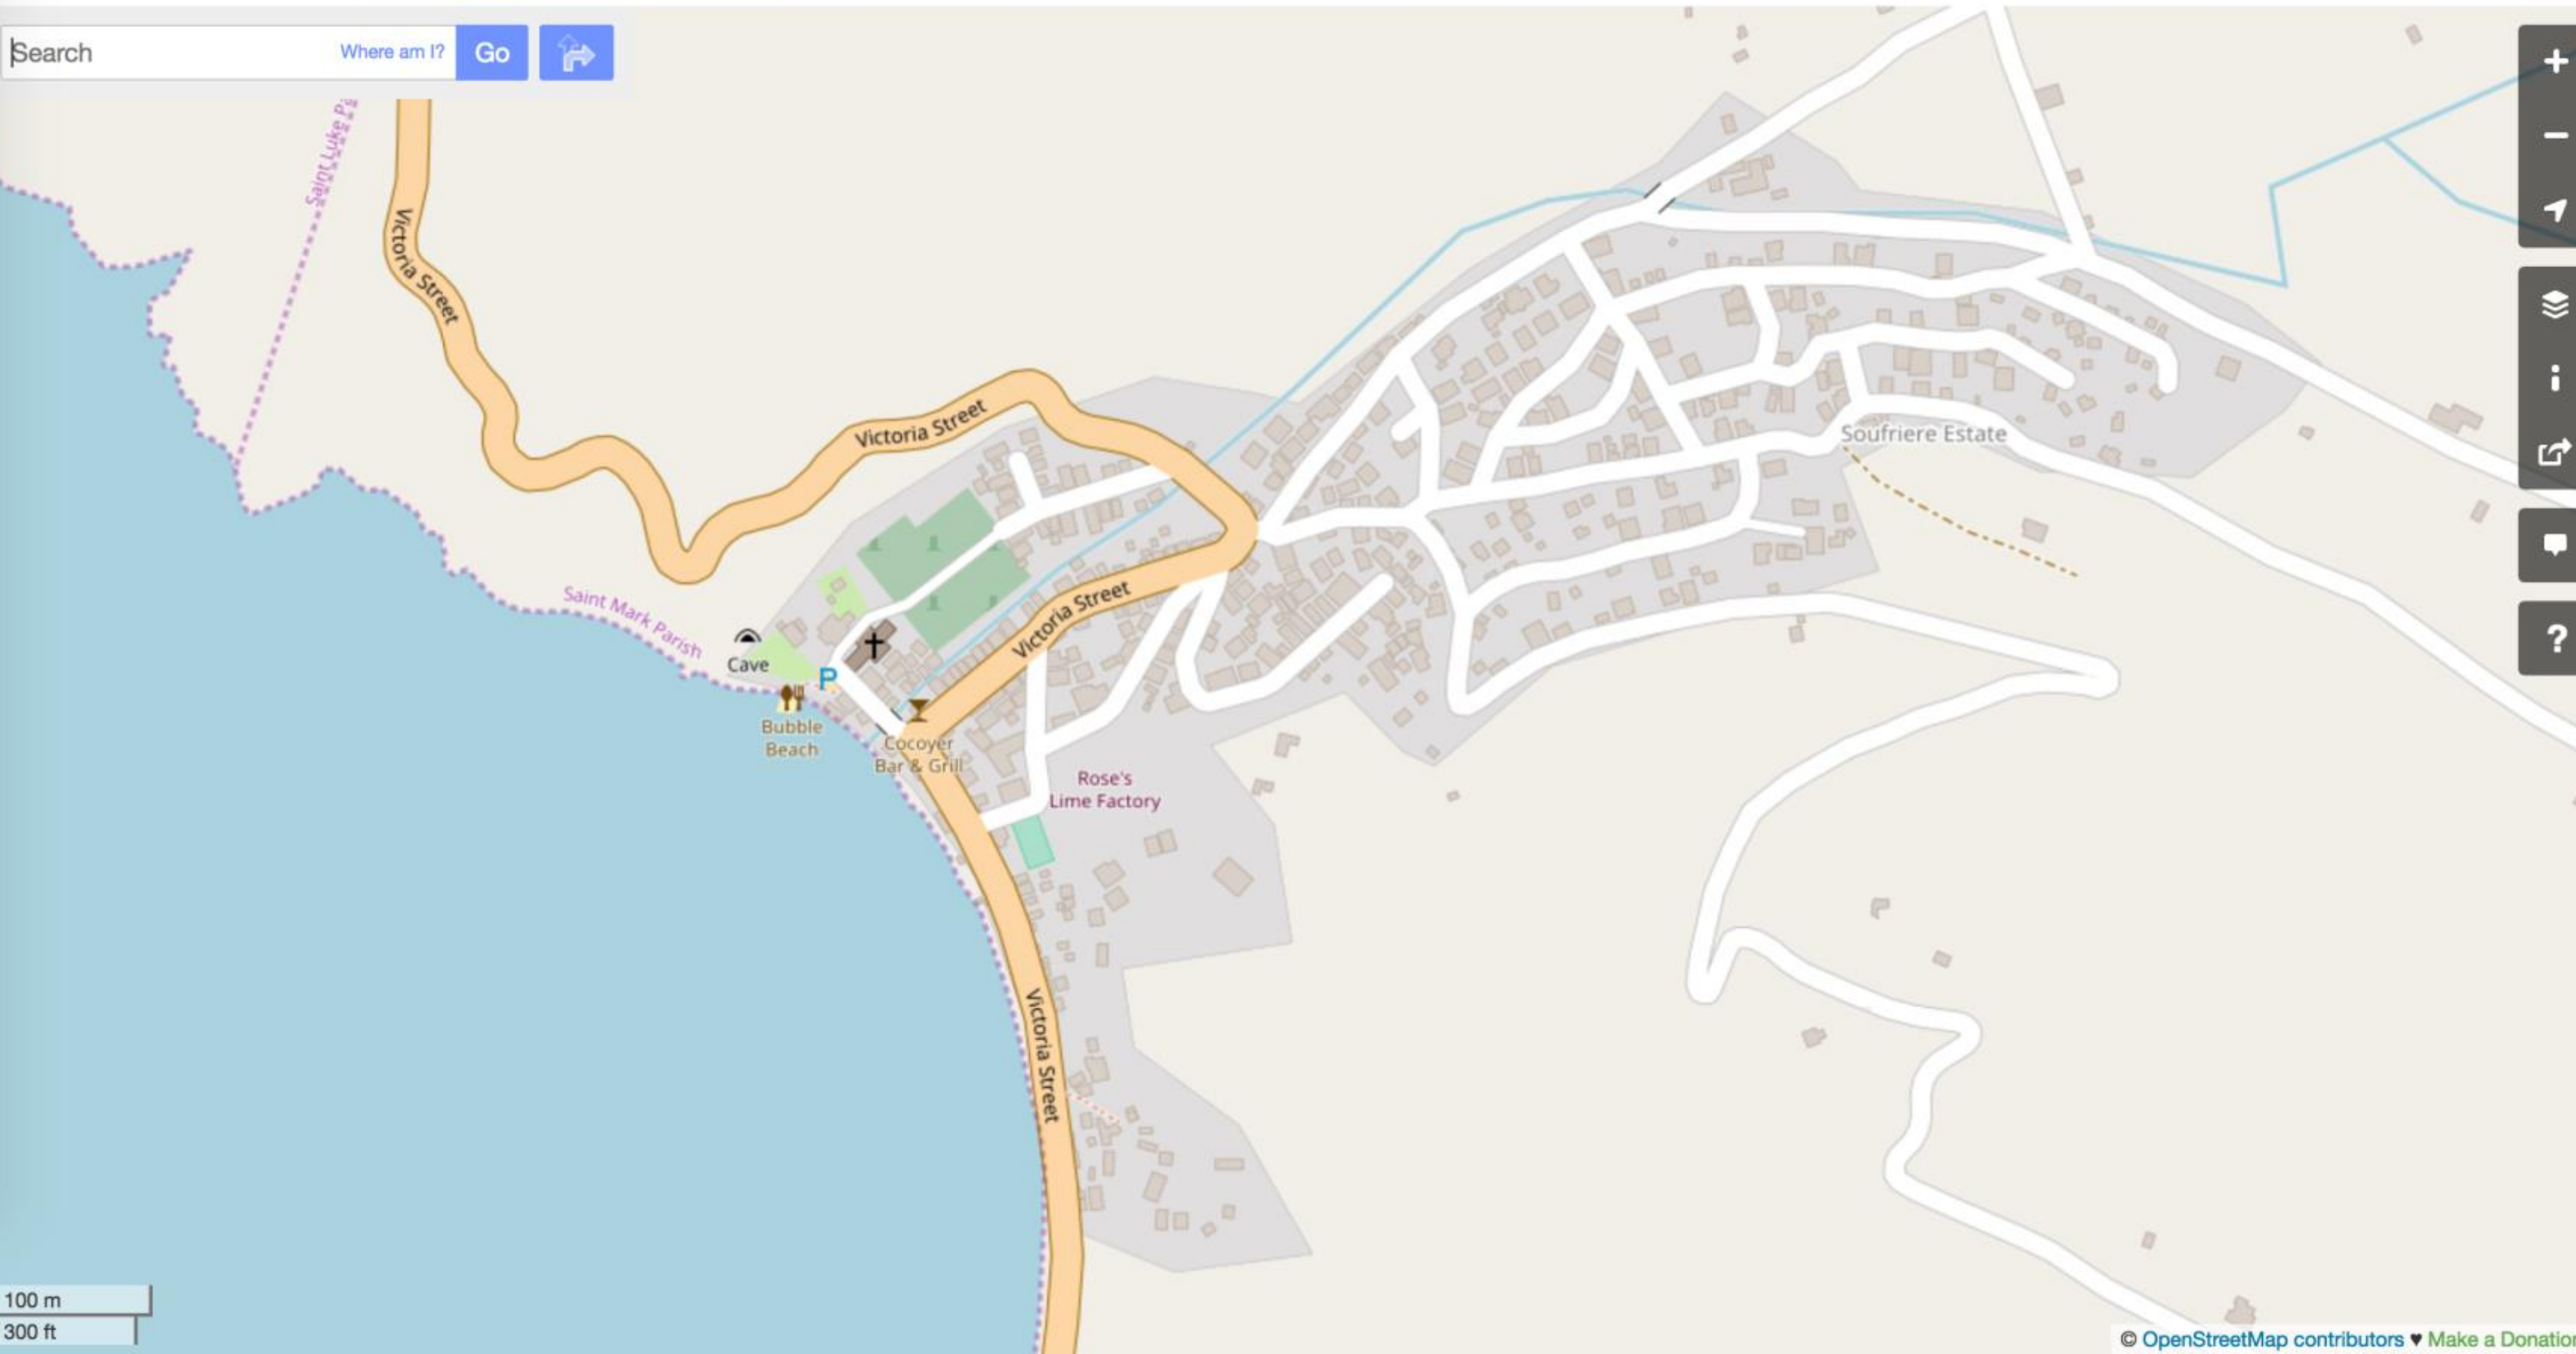 Search
Where am I?
Go
Saint Luke Pa
Victoria Street
Victoria Street
Soufriere Estate
Victoria Street
Saint Mark Parish
Cave
P
Bubble
Beach
Cocoyer
Bar & Grill
Rose's
Lime Factory
Victoria Street
100 m
300 ft
© OpenStreetMap contributors ♥ Make a Donation